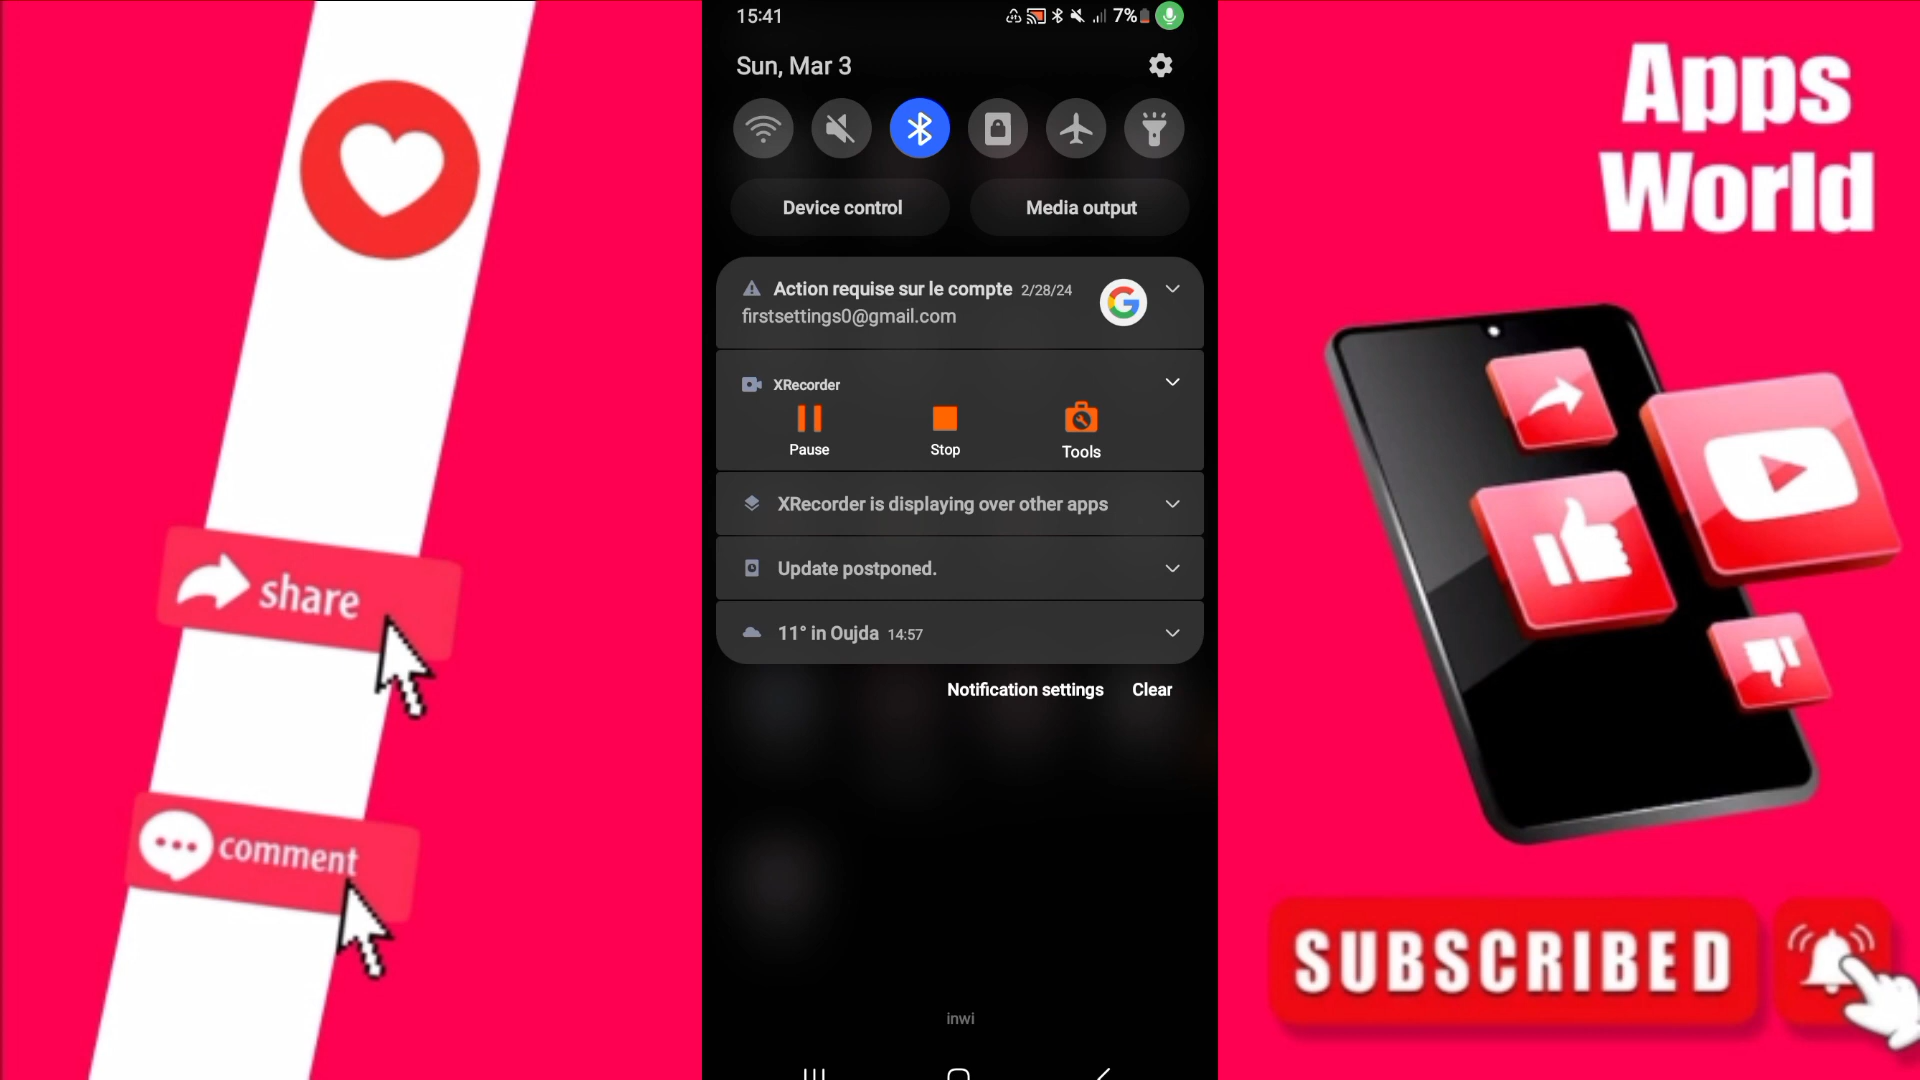 share
comment
15:41
7%
Sun, Mar 3
Device control
Media output
Action requise sur le compte 2/28/24
firstsettings0@gmail.com
XRecorder
Pause
Stop
Tools
XRecorder is displaying over other apps
Update postponed.
11° in Oujda 14:57
Notification settings
Clear
inwi
Apps
World
SUBSCRIBED